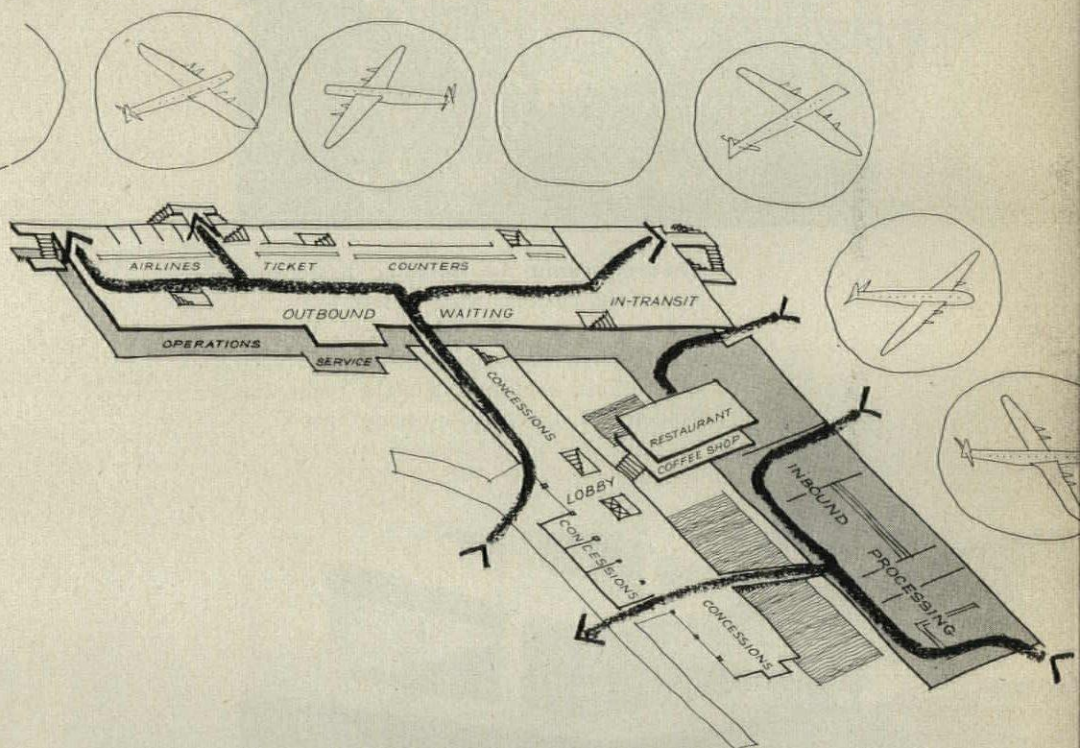 AIRLINES TICKET COUNTERS
OUTBOUND WAITING IN-TRANSIT
OPERATIONS
SERVICE
CONCESSIONS
RESTAURANT
COFFEE SHOP
LOBBY
INBOUND PROCESSING
CONCESSIONS
CONCESSIONS